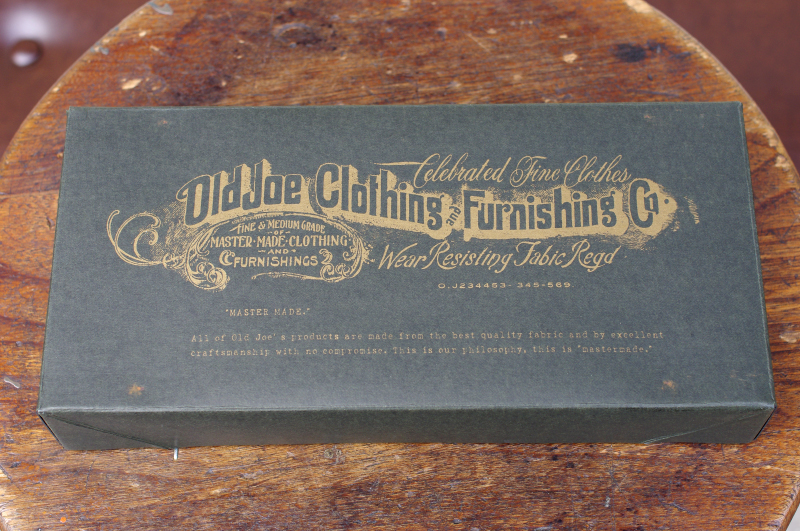 Celebrated Fine Clothes
Old Joe Clothing and Furnishing Co.
FINE & MEDIUM GRADE
-OF-
MASTER·MADE·CLOTHING
-AND-
FURNISHINGS
Wear Resisting Fabic Regd
O.J234453- 345-569.
"MASTER MADE."
All of Old Joe's products are made from the best quality fabric and by excellent
craftsmanship with no compromise. This is our philosophy, this is "mastermade."